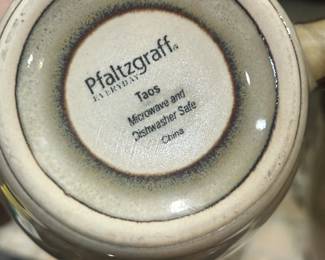 Pfaltzgraff®
EVERYDAY
Taos
Microwave and
Dishwasher Safe
China